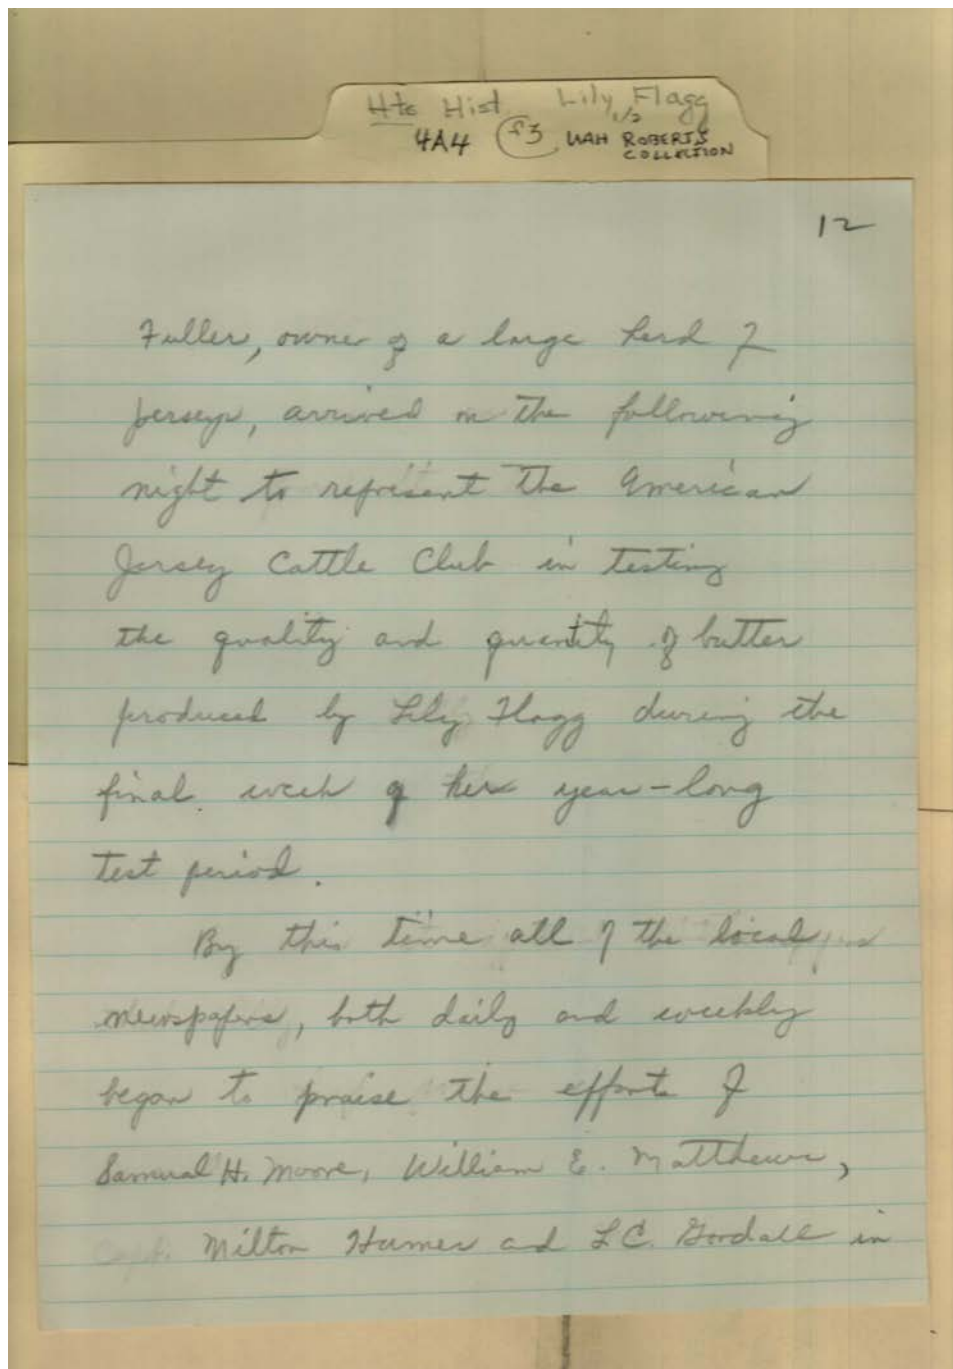 Hts Hist Lily Flagg
1/2
4A4 f3 UAH ROBERTS
COLLECTION
12
Fuller, owner of a large herd of
jerseys, arrived on the following
night to represent the American
Jersey Cattle Club in testing
the quality and quantity of butter
produced by Lily Flagg during the
final week of her year-long
test period.
By this time all of the local
newspapers, both daily and weekly
began to praise the efforts of
Samual H. Moore, William E. Matthews,
Milton Humes and L.C. Gordall in